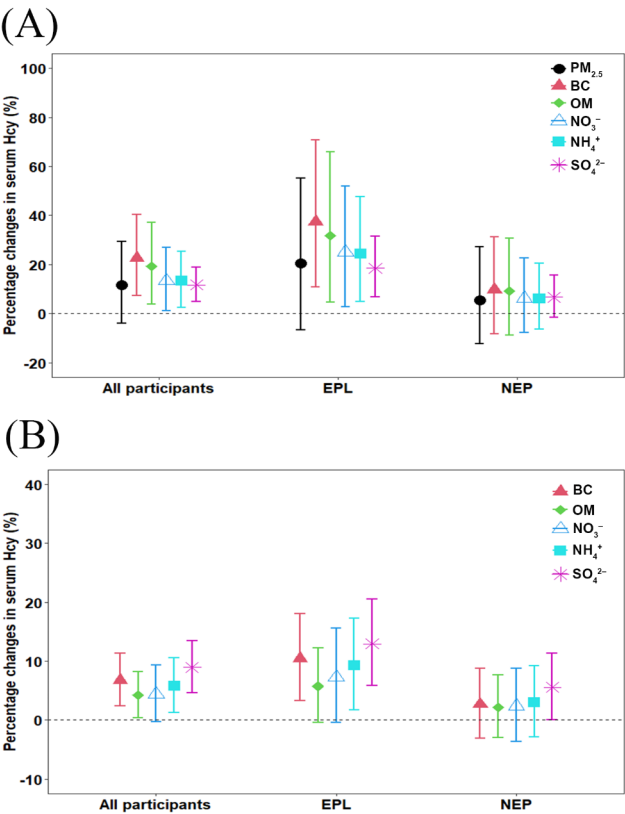 (A)
Percentage changes in serum Hcy (%)
100
80
60
40
20
0
-20
PM2.5
BC
OM
NO3−
NH4+
SO42−
All participants EPL NEP
(B)
Percentage changes in serum Hcy (%)
40
30
20
10
0
-10
BC
OM
NO3−
NH4+
SO42−
All participants EPL NEP